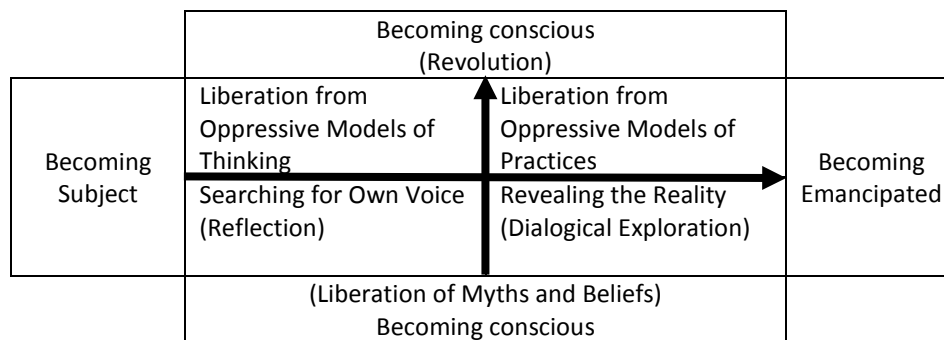 Becoming conscious
(Revolution)
Becoming
Subject
Liberation from
Oppressive Models of
Thinking
Searching for Own Voice
(Reflection)
Liberation from
Oppressive Models of
Practices
Revealing the Reality
(Dialogical Exploration)
Becoming
Emancipated
(Liberation of Myths and Beliefs)
Becoming conscious